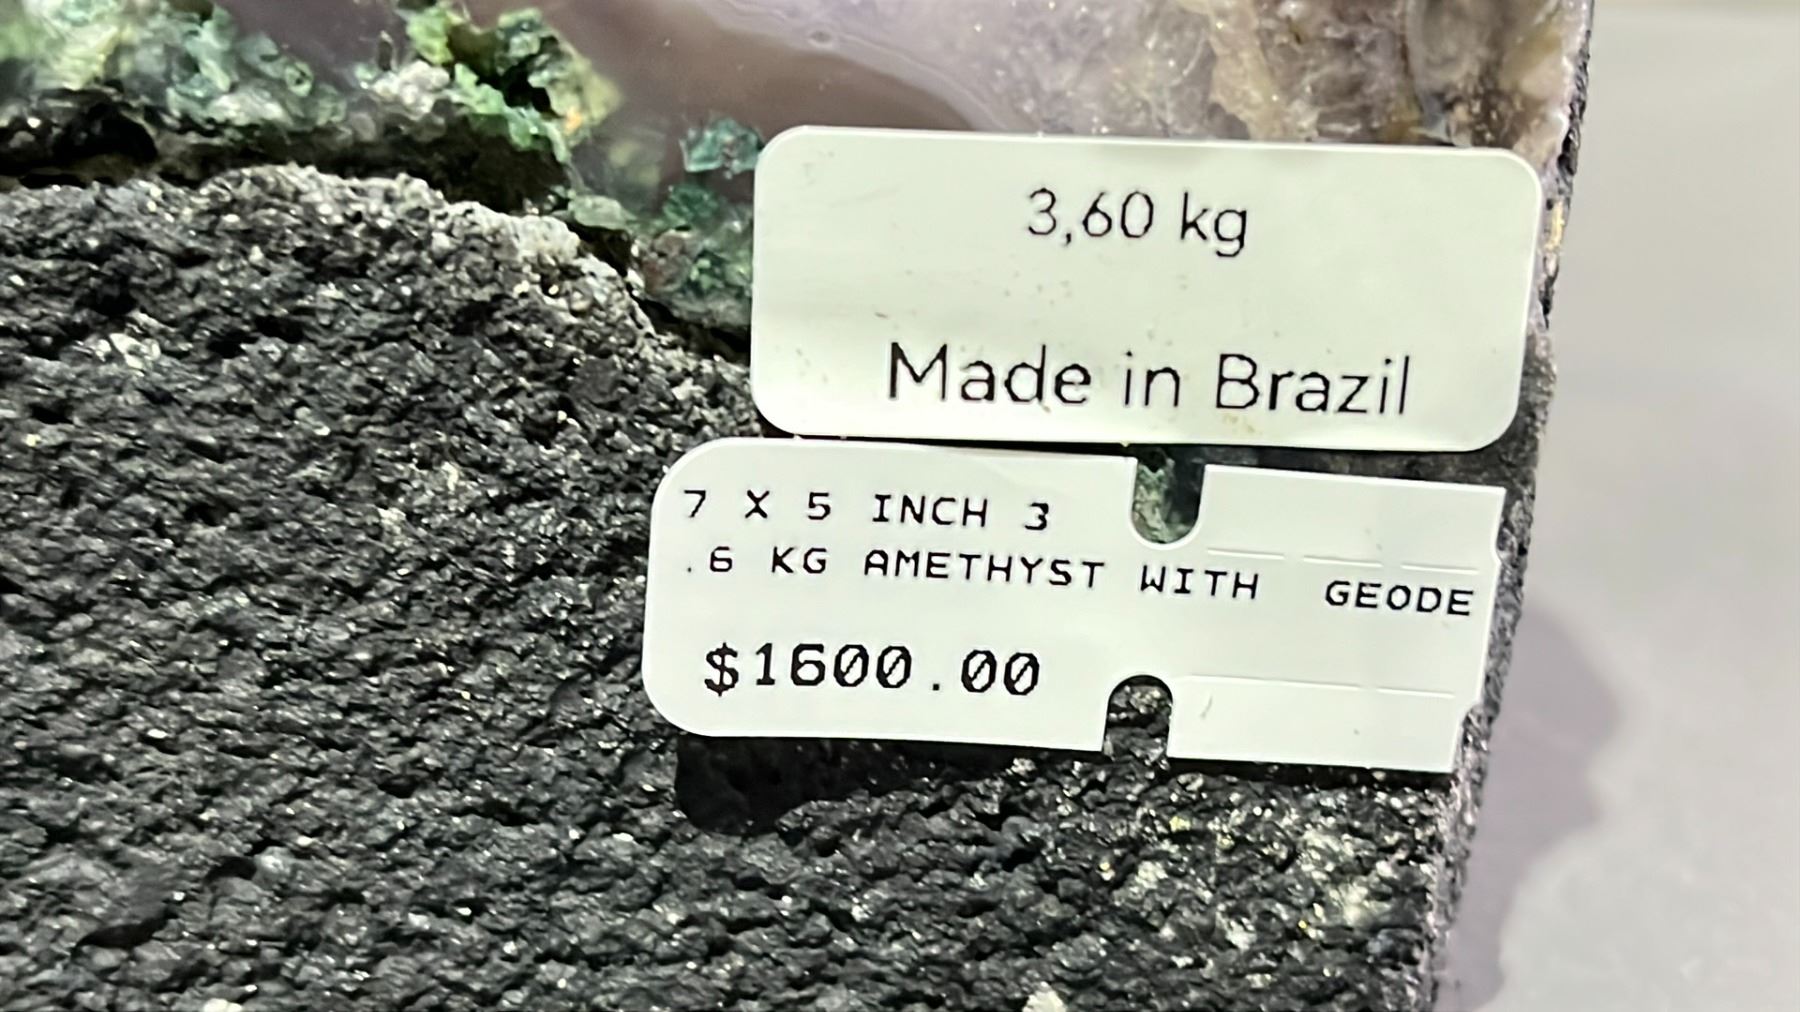 3,60 kg
Made in Brazil
7 X 5 INCH 3
.6 KG AMETHYST WITH GEODE
$1600.00